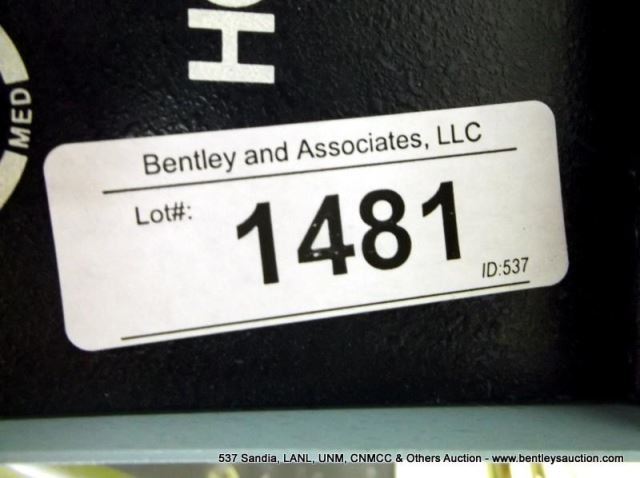 HO
MED
Bentley and Associates, LLC
Lot#: 1481
ID:537
537 Sandia, LANL, UNM, CNMCC & Others Auction - www.bentleysauction.com